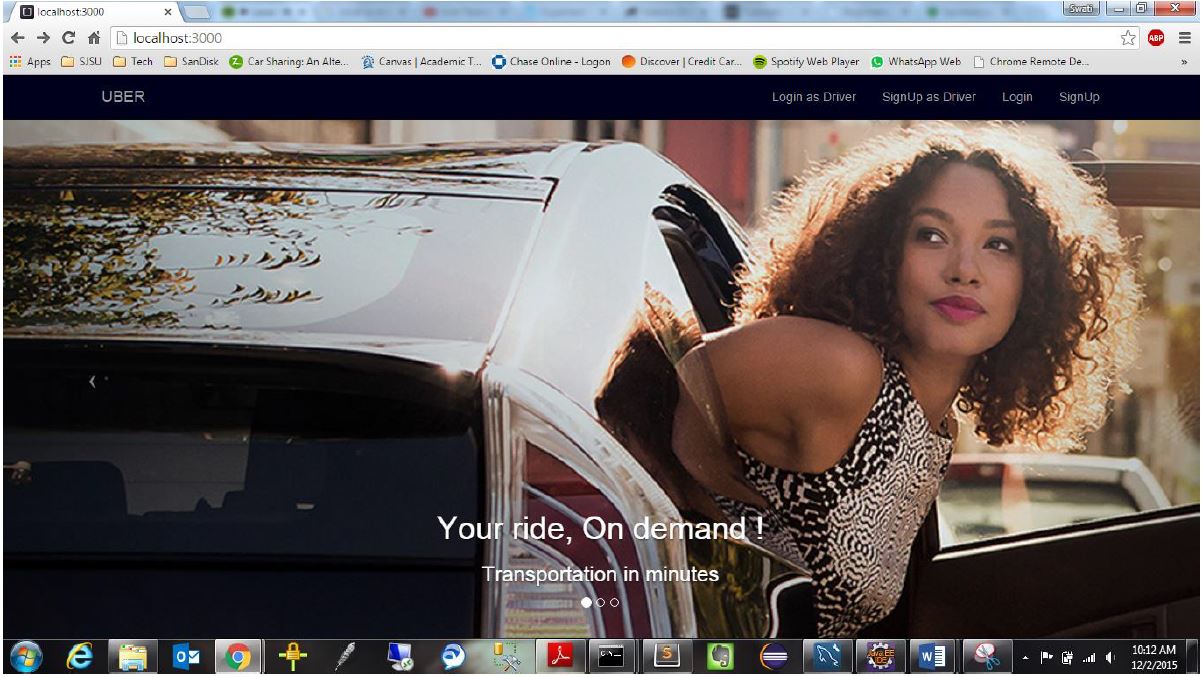 localhost:3000
Swati
localhost:3000
ABP
Apps SJSU Tech SanDisk Car Sharing: An Alte... Canvas | Academic T... Chase Online - Logon Discover | Credit Car... Spotify Web Player WhatsApp Web Chrome Remote De... »
UBER Login as Driver SignUp as Driver Login SignUp
Your ride, On demand !
Transportation in minutes
10:12 AM
12/2/2015